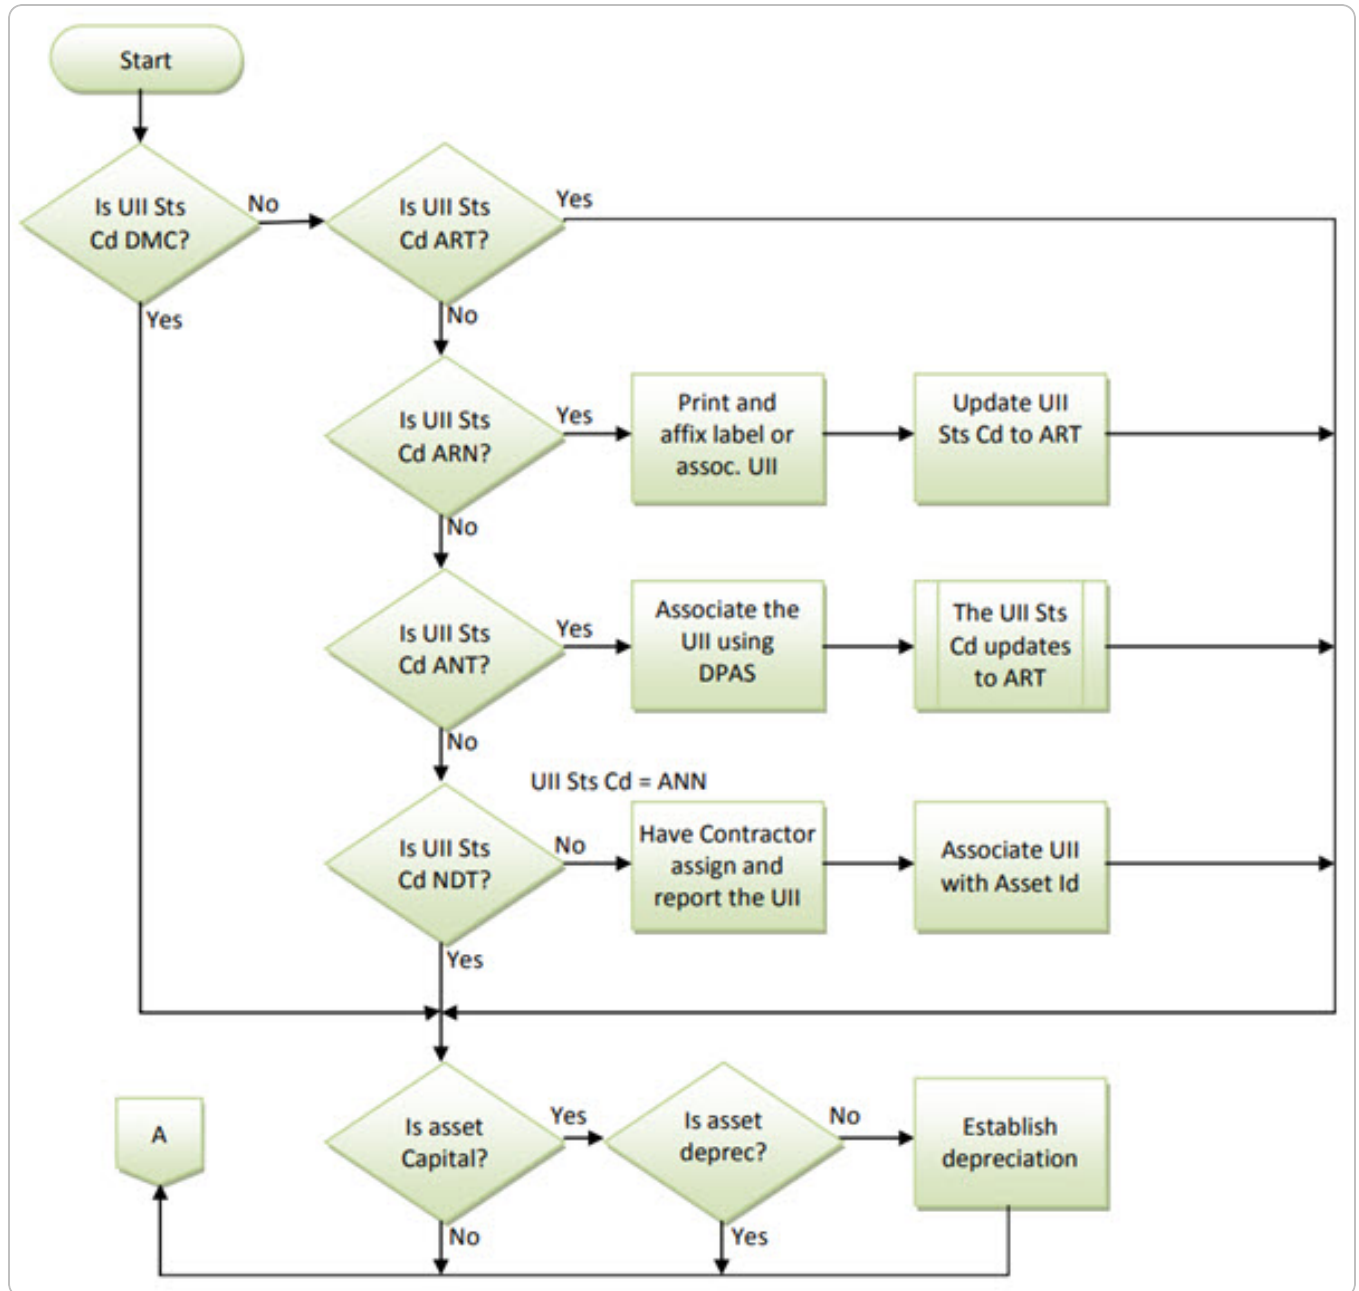 Start
Is UII Sts
Cd DMC?
No
Is UII Sts
Cd ART?
Yes
Yes
No
Is UII Sts
Cd ARN?
Yes
Print and
affix label or
assoc. UII
Update UII
Sts Cd to ART
No
Is UII Sts
Cd ANT?
Yes
Associate the
UII using
DPAS
The UII Sts
Cd updates
to ART
No
UII Sts Cd = ANN
Is UII Sts
Cd NDT?
No
Have Contractor
assign and
report the UII
Associate UII
with Asset Id
Yes
A
Is asset
Capital?
Yes
Is asset
deprec?
No
Establish
depreciation
No
Yes